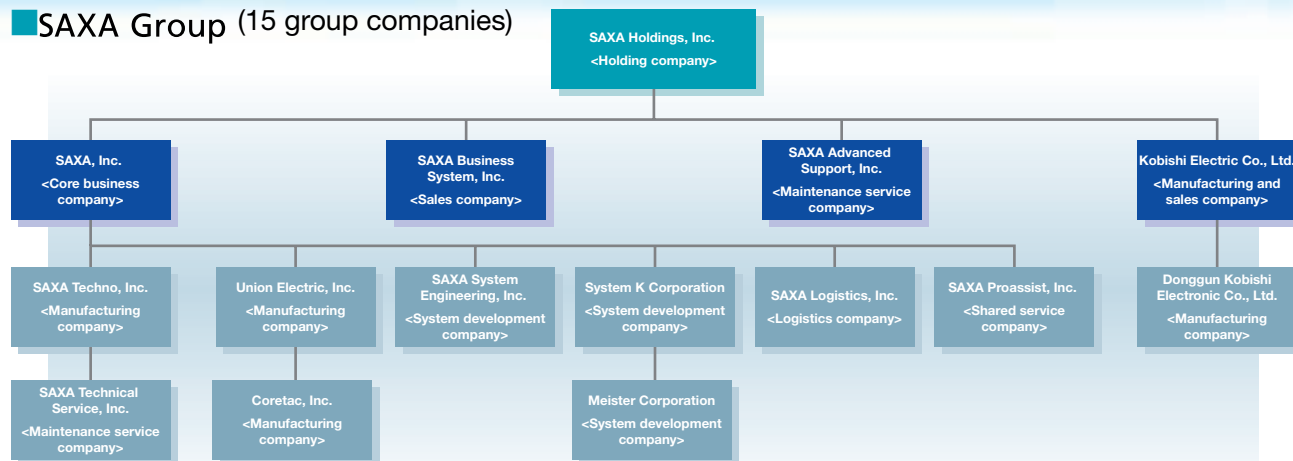 SAXA Group (15 group companies)
SAXA Holdings, Inc.
<Holding company>
SAXA, Inc.
<Core business
company>
SAXA Business
System, Inc.
<Sales company>
SAXA Advanced
Support, Inc.
<Maintenance service
company>
Kobishi Electric Co., Ltd.
<Manufacturing and
sales company>
SAXA Techno, Inc.
<Manufacturing
company>
Union Electric, Inc.
<Manufacturing
company>
SAXA System
Engineering, Inc.
<System development
company>
System K Corporation
<System development
company>
SAXA Logistics, Inc.
<Logistics company>
SAXA Proassist, Inc.
<Shared service
company>
Donggun Kobishi
Electronic Co., Ltd.
<Manufacturing
company>
SAXA Technical
Service, Inc.
<Maintenance service
company>
Coretac, Inc.
<Manufacturing
company>
Meister Corporation
<System development
company>